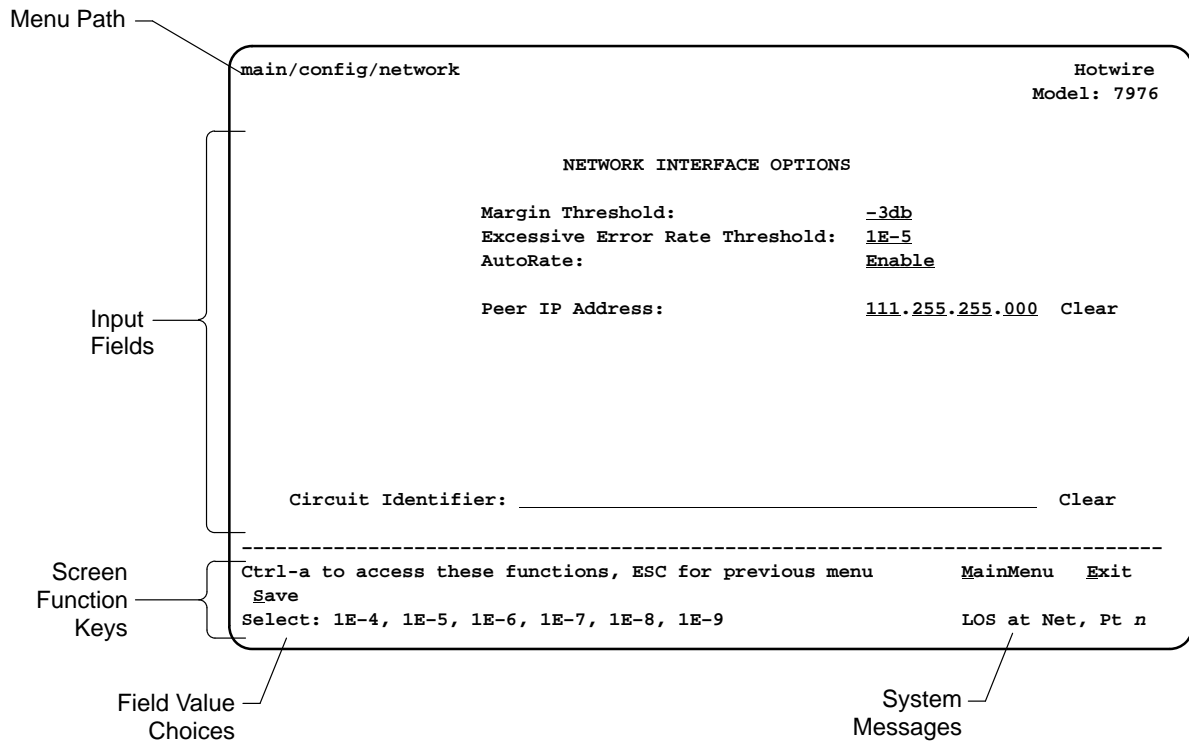 Menu Path
main/config/network Hotwire
Model: 7976
NETWORK INTERFACE OPTIONS
Margin Threshold: -3db
Excessive Error Rate Threshold: 1E-5
AutoRate: Enable
Peer IP Address: 111.255.255.000 Clear
Input
Fields
Circuit Identifier: Clear
Screen
Function
Keys
Ctrl-a to access these functions, ESC for previous menu MainMenu Exit
Save
Select: 1E-4, 1E-5, 1E-6, 1E-7, 1E-8, 1E-9 LOS at Net, Pt n
Field Value
Choices
System
Messages